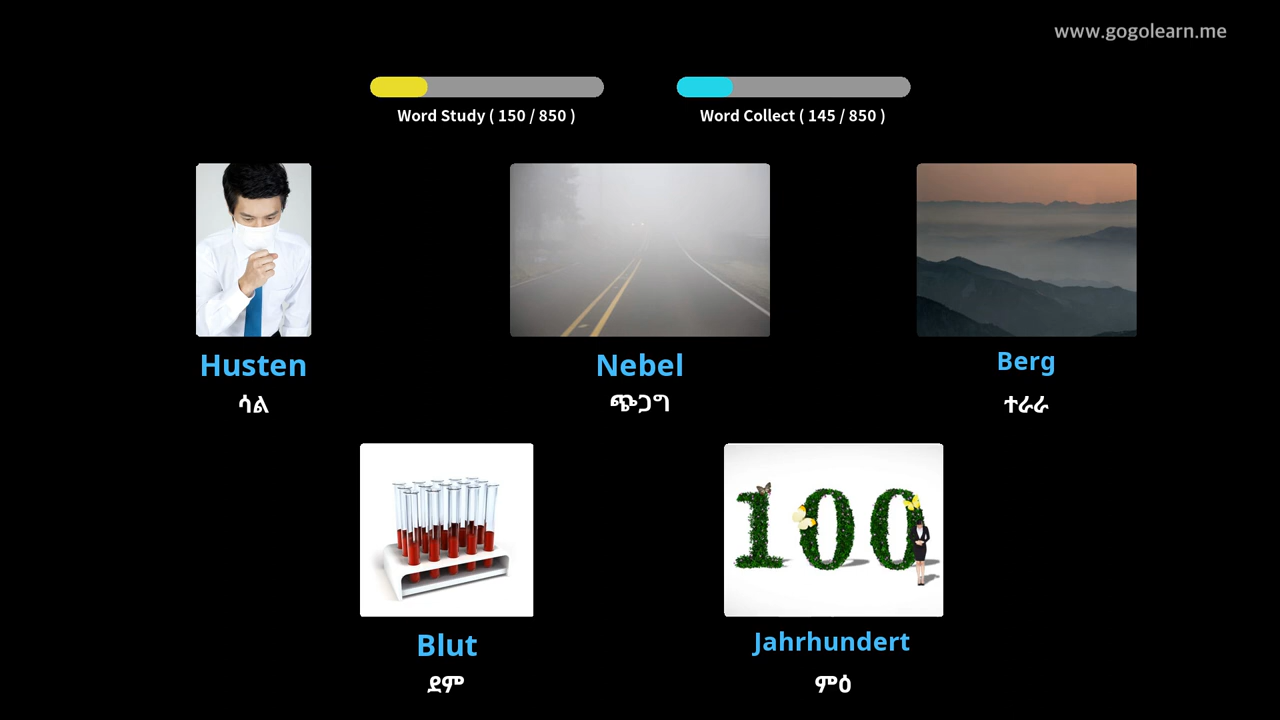 www.gogolearn.me
Word Study ( 150 / 850 )
Word Collect ( 145 / 850 )
Husten
ሳል
Nebel
ጭጋግ
Berg
ተራራ
Blut
ደም
100
Jahrhundert
ምዕ